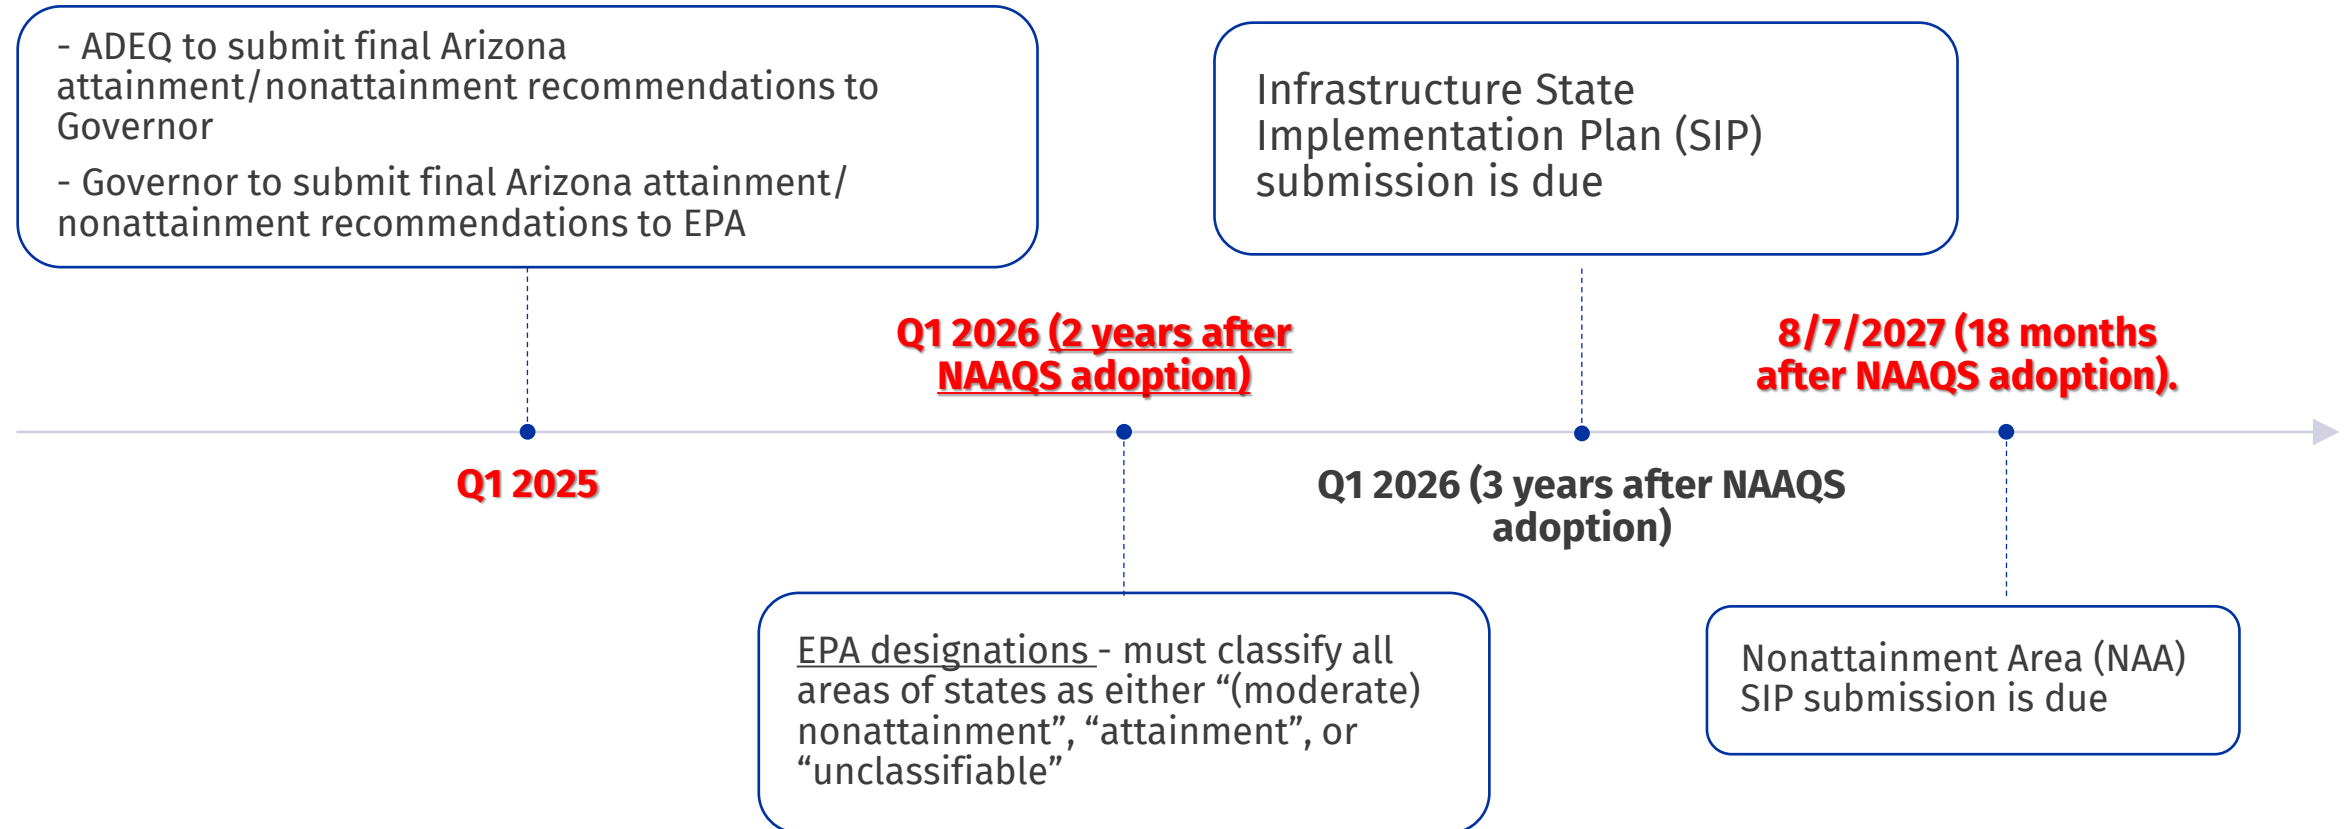 - ADEQ to submit final Arizona
attainment/nonattainment recommendations to
Governor
- Governor to submit final Arizona attainment/
nonattainment recommendations to EPA
Q1 2025
Q1 2026 (2 years after
NAAQS adoption)
EPA designations - must classify all
areas of states as either “(moderate)
nonattainment”, “attainment”, or
“unclassifiable”
Infrastructure State
Implementation Plan (SIP)
submission is due
Q1 2026 (3 years after NAAQS
adoption)
8/7/2027 (18 months
after NAAQS adoption).
Nonattainment Area (NAA)
SIP submission is due